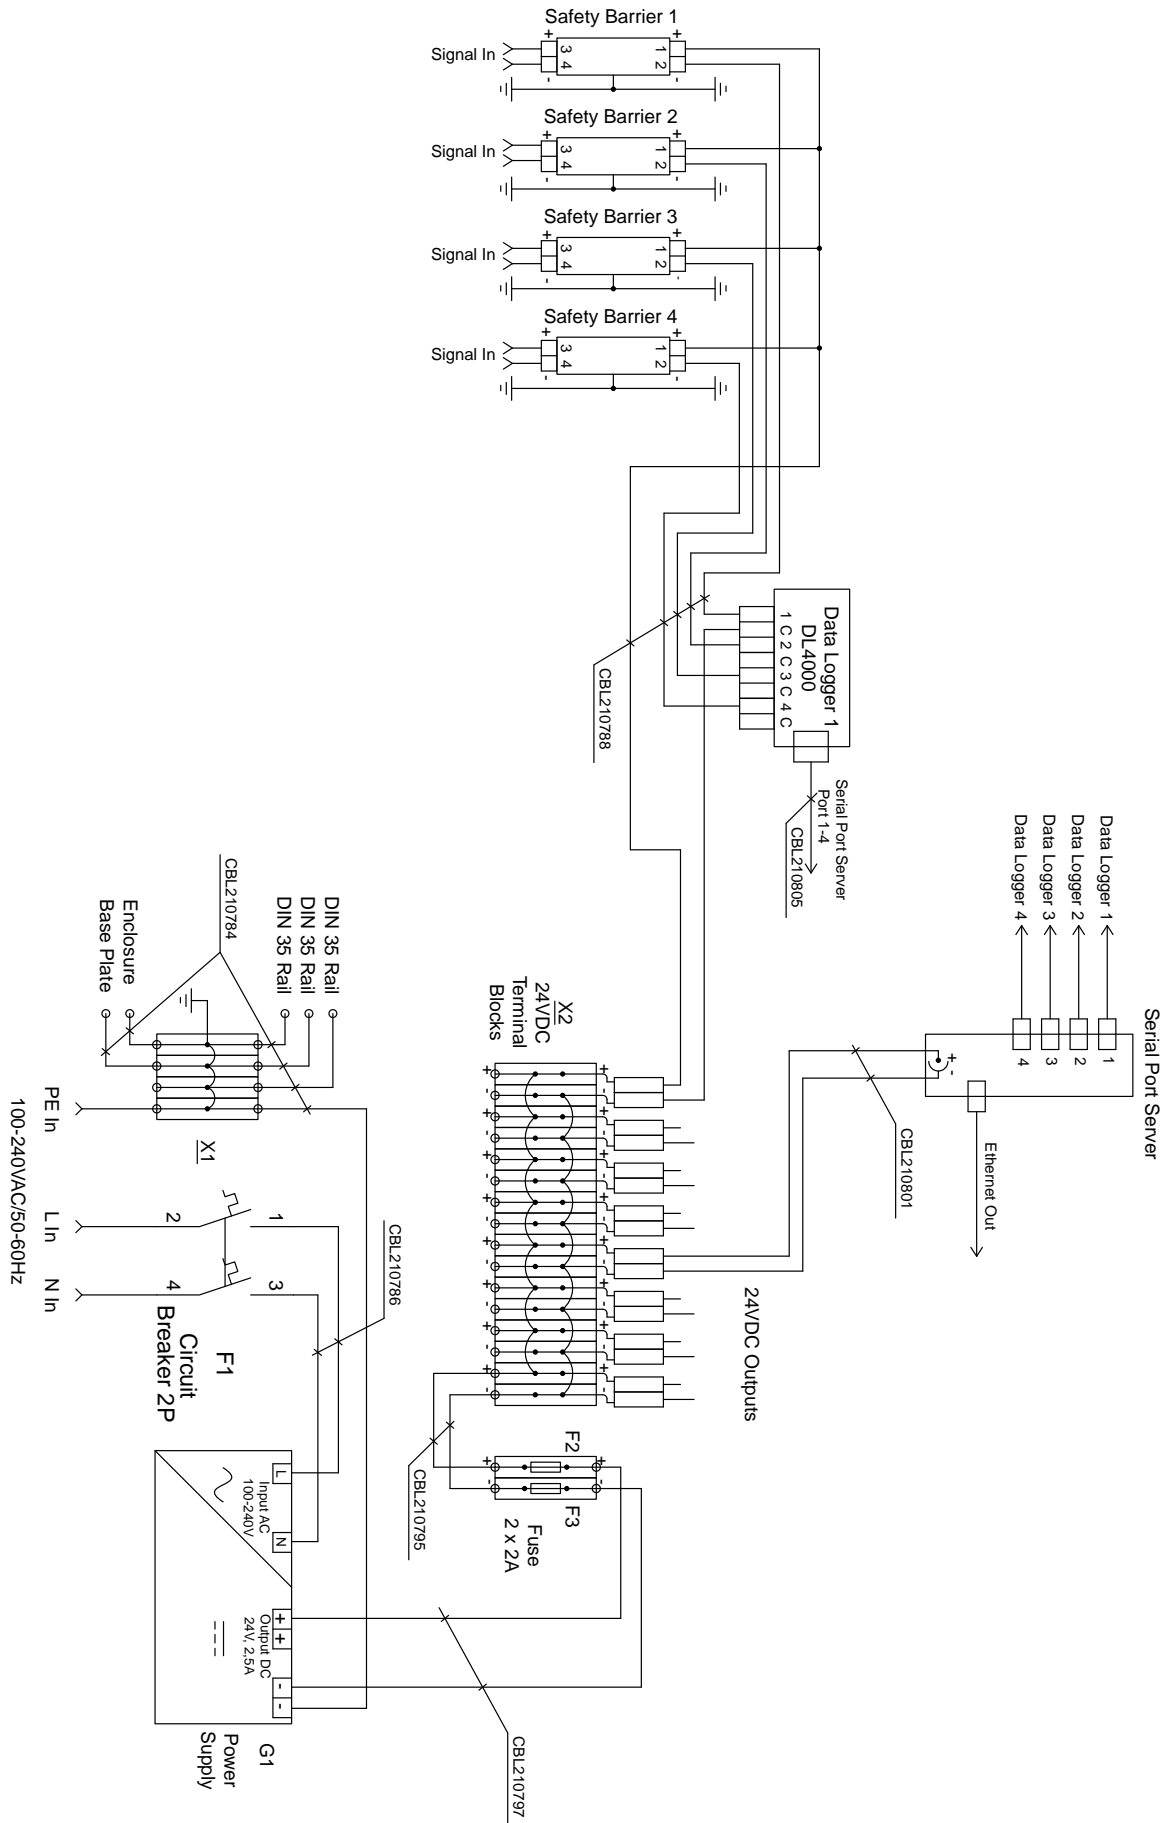 Safety Barrier 1
+ +
Signal In
3 1
4 2
- -
Safety Barrier 2
+ +
Signal In
3 1
4 2
- -
Safety Barrier 3
+ +
Signal In
3 1
4 2
- -
Safety Barrier 4
+ +
Signal In
3 1
4 2
- -
Data Logger 1
DL4000
1 C 2 C 3 C 4 C
CBL210788
Serial Port Server
Port 1-4
CBL210805
Serial Port Server
Data Logger 1
Data Logger 2
Data Logger 3
Data Logger 4
1
2
3
4
+ -
Ethernet Out
CBL210801
X2
24VDC
Terminal
Blocks
+ - + - + - + - + - + - + - + -
+ - + - + - + - + - + - + - + -
24VDC Outputs
CBL210784
DIN 35 Rail
DIN 35 Rail
DIN 35 Rail
Enclosure
Base Plate
X1
PE In
L In
N In
100-240VAC/50-60Hz
1
2
3
4
F1
Circuit
Breaker 2P
CBL210786
CBL210795
F2
F3
+ -
+ -
Fuse
2 x 2A
L
N
Input AC
100-240V
+ + - -
Output DC
24V, 2,5A
G1
Power
Supply
CBL210797